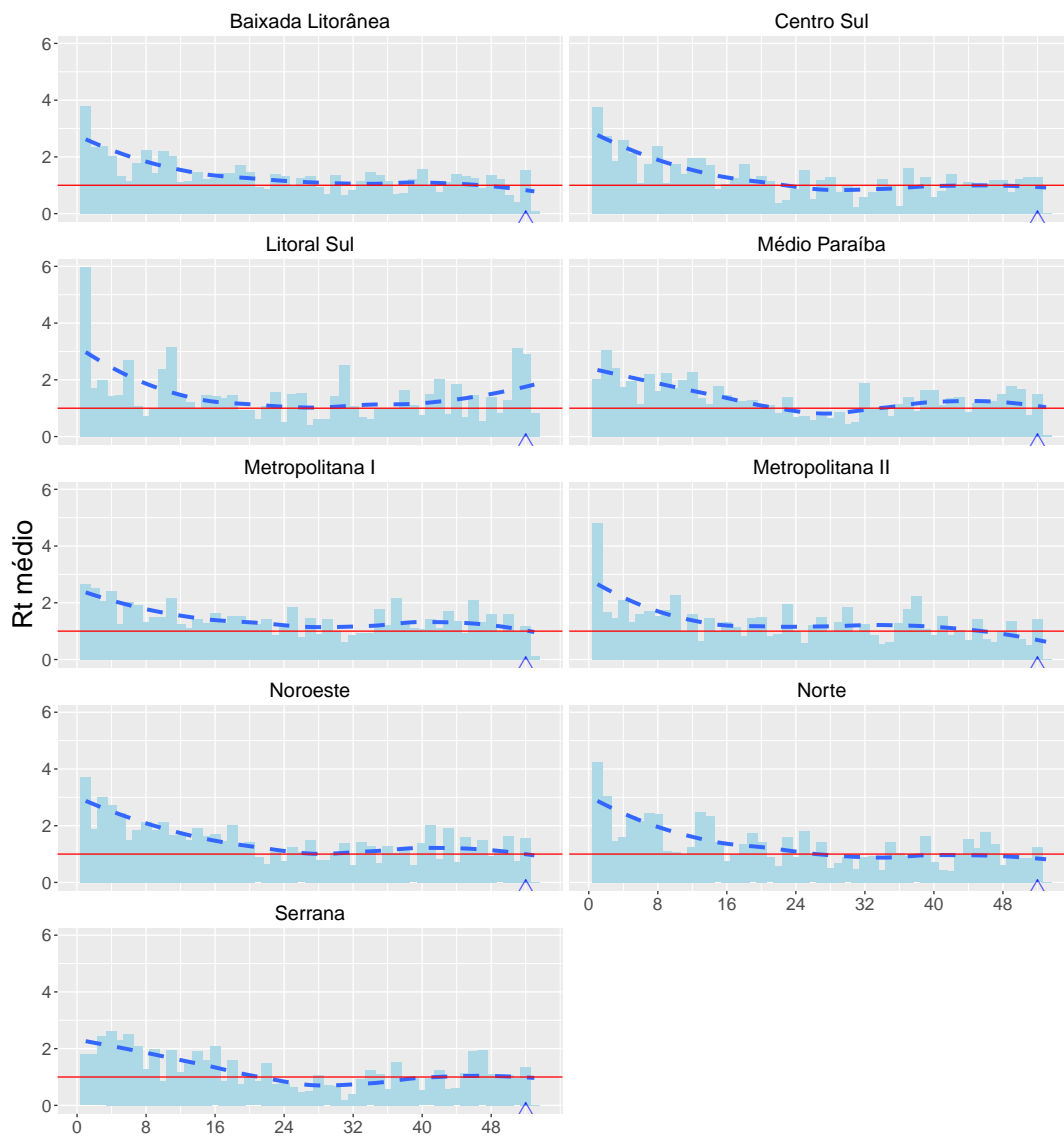 Baixada Litorânea
Centro Sul
6
4
2
0
Litoral Sul
Médio Paraíba
6
4
2
0
Metropolitana I
Metropolitana II
6
4
2
0
Rt médio
Noroeste
Norte
6
4
2
0
0 8 16 24 32 40 48
Serrana
6
4
2
0
0 8 16 24 32 40 48